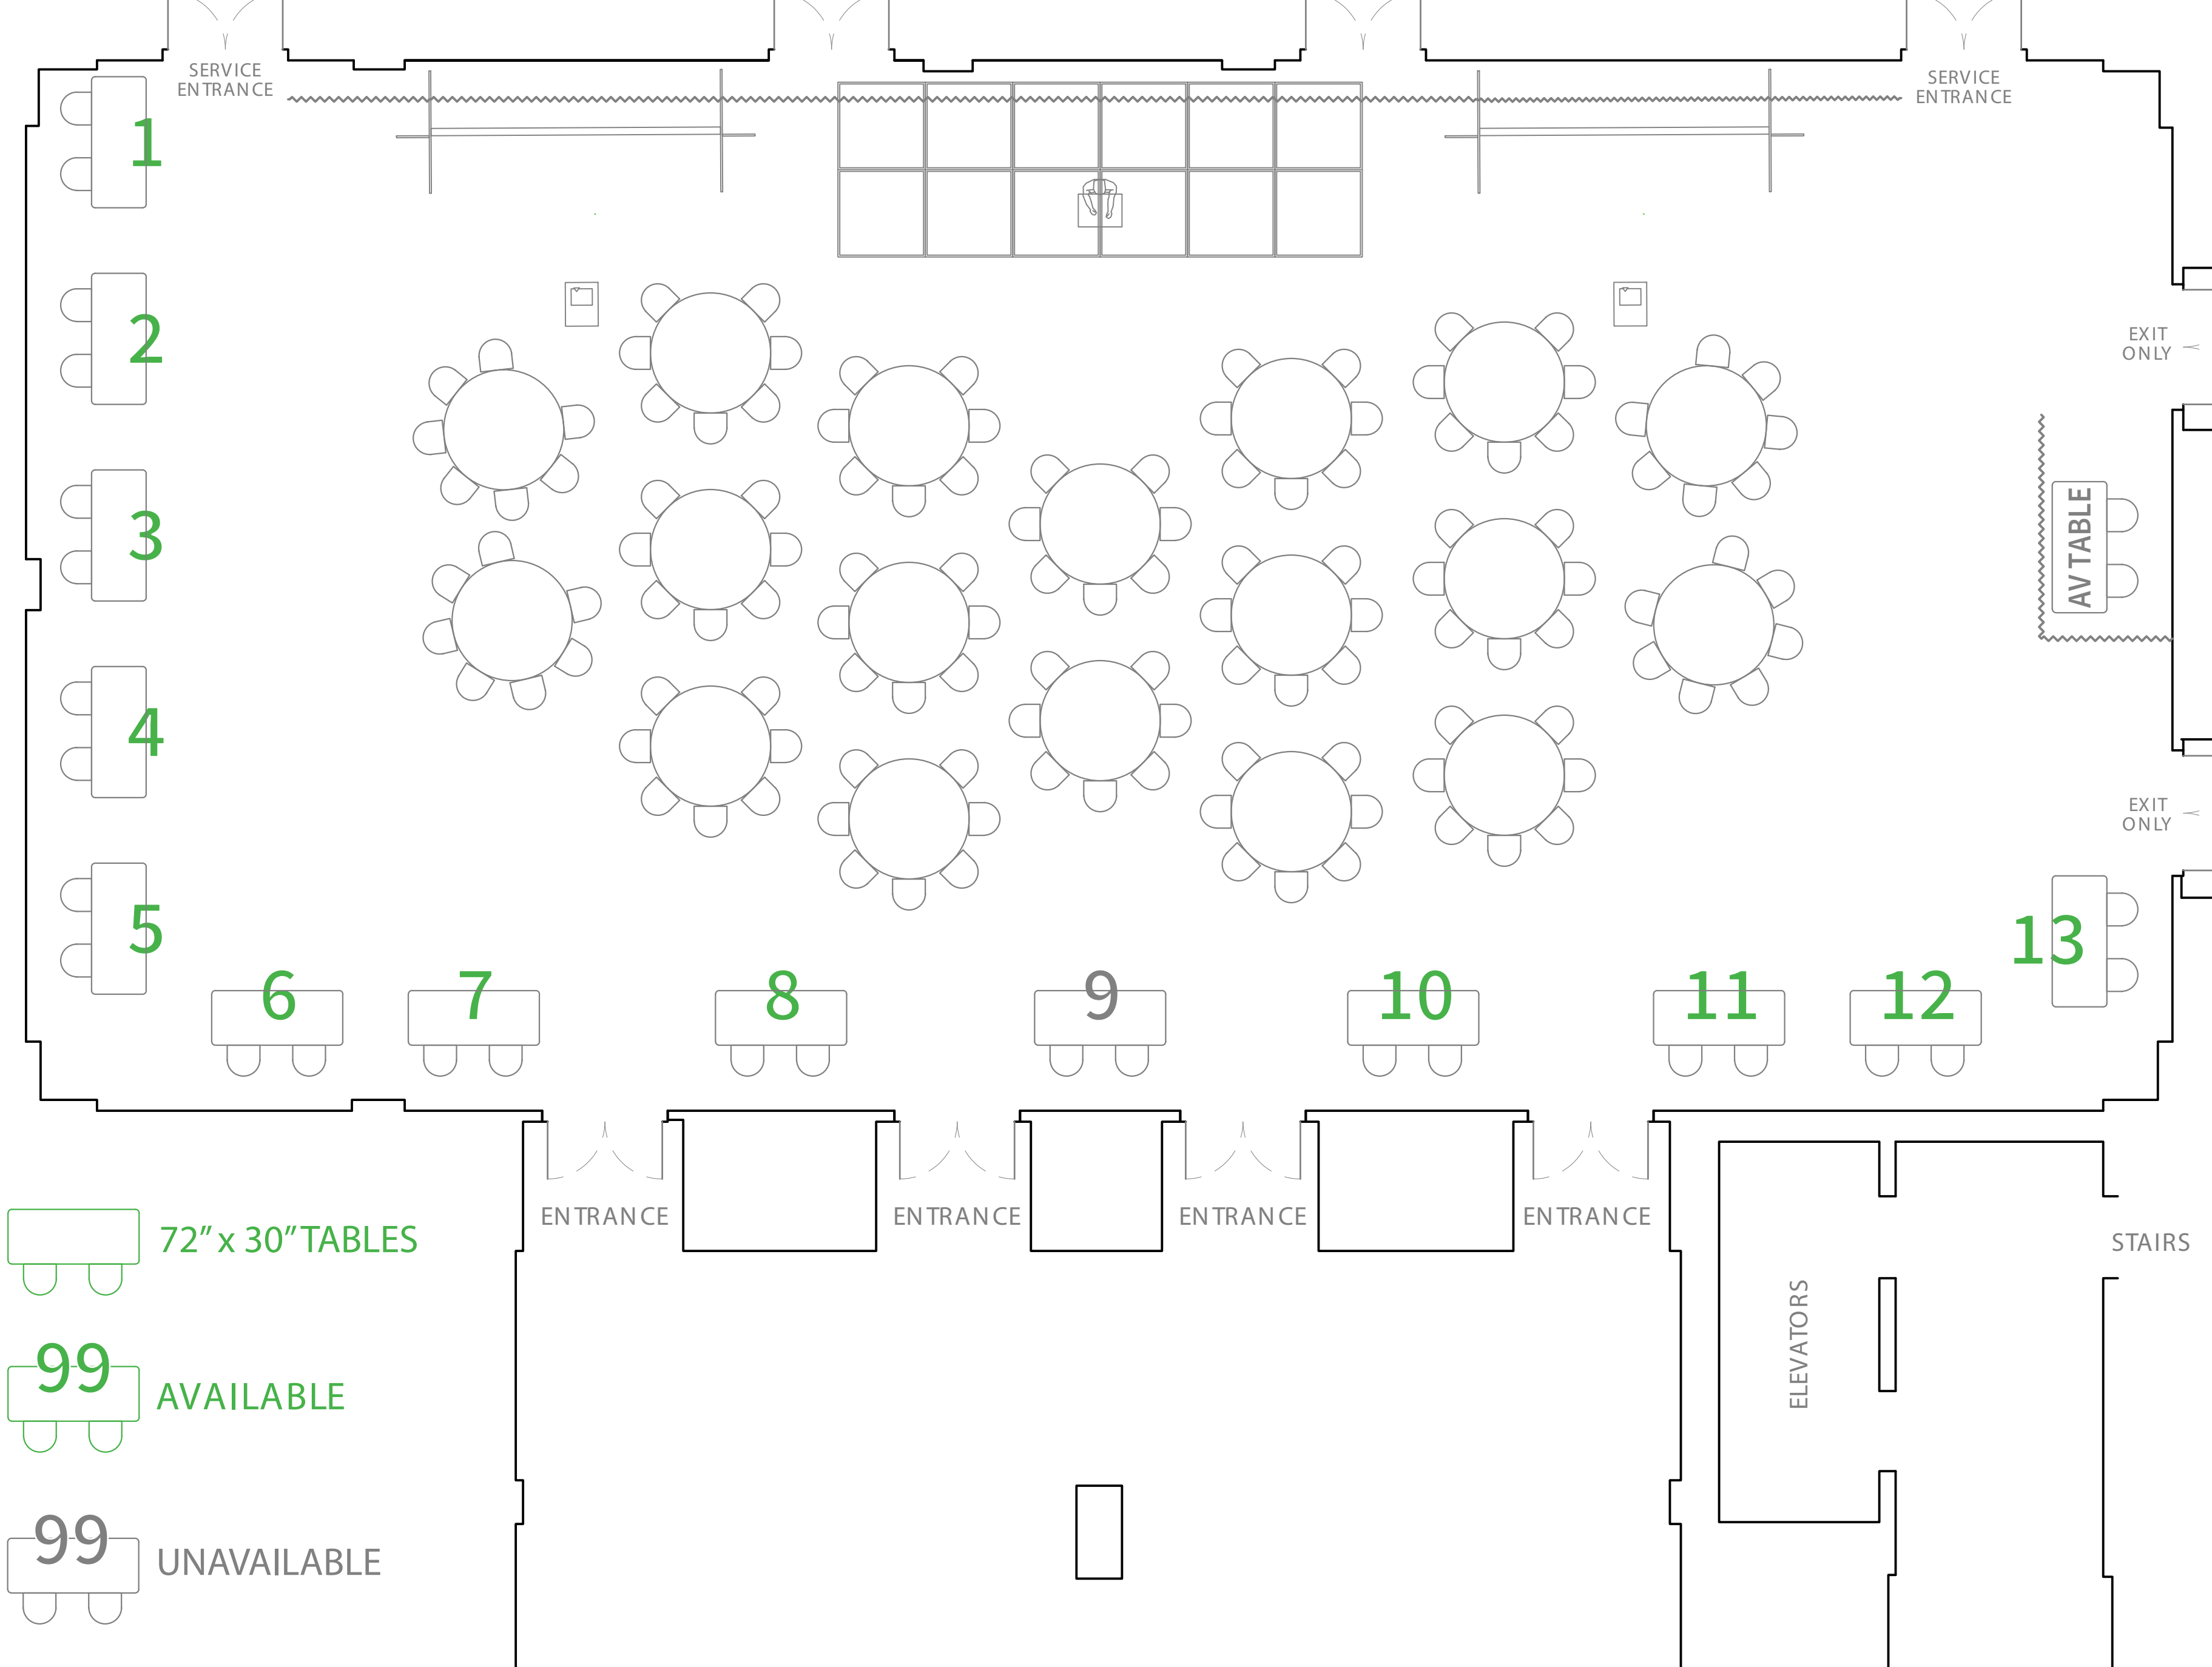 SERVICE
ENTRANCE
SERVICE
ENTRANCE
1
2
EXIT
ONLY
3
AV TABLE
4
EXIT
ONLY
5
13
6
7
8
9
10
11
12
ENTRANCE
ENTRANCE
ENTRANCE
ENTRANCE
72” x 30” TABLES
STAIRS
ELEVATORS
99
AVAILABLE
99
UNAVAILABLE